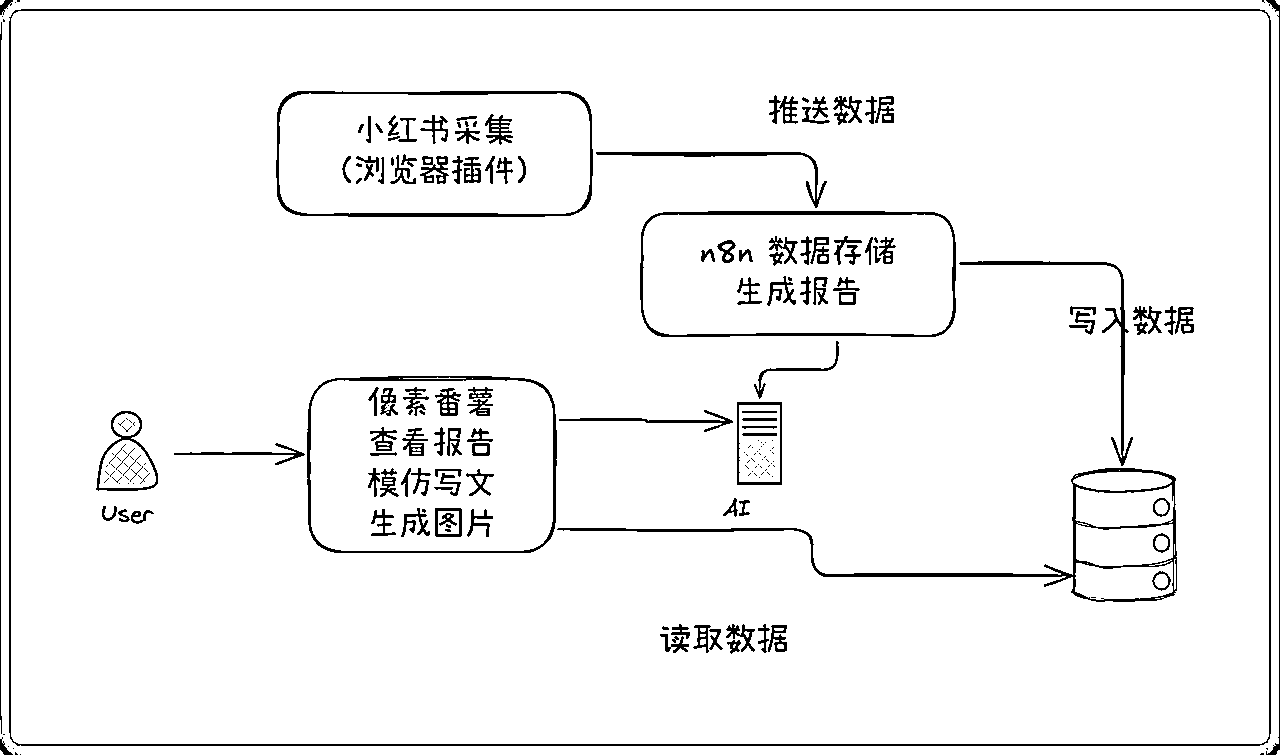 推送数据
小红书采集
（浏览器插件）
n8n 数据存储
生成报告
写入数据
像素番薯
查看报告
模仿写文
生成图片
User
AI
读取数据